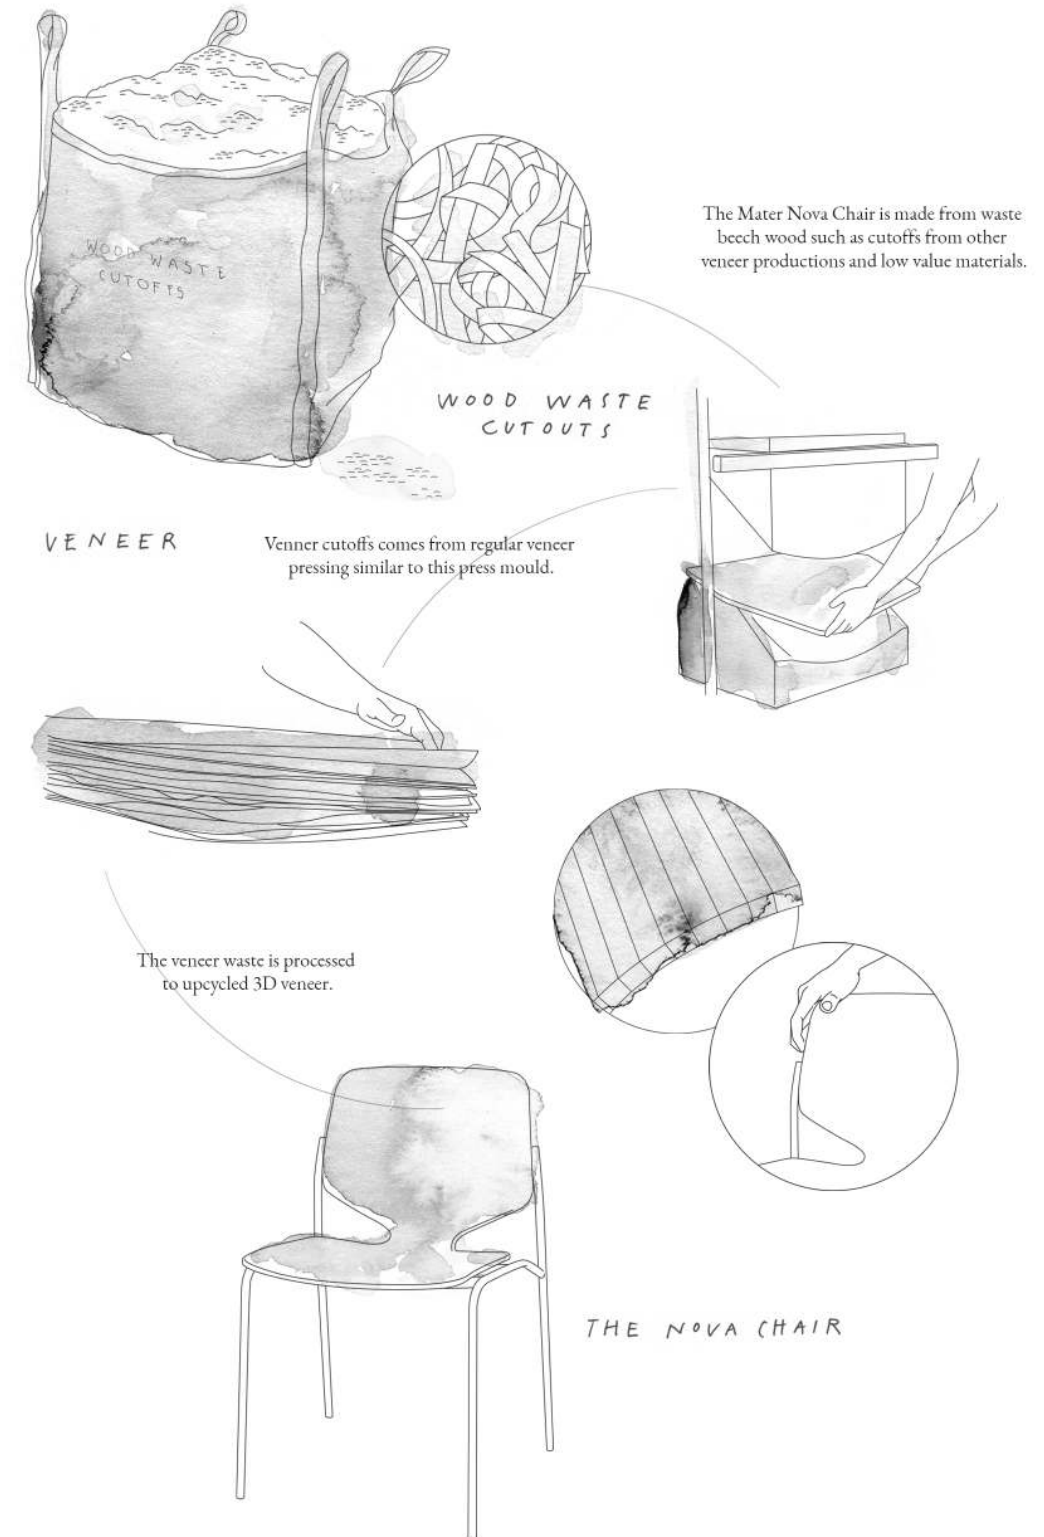 WOOD WASTE
CUTOFFS
The Mater Nova Chair is made from waste
beech wood such as cutoffs from other
veneer productions and low value materials.
WOOD WASTE
CUTOUTS
VENEER
Venner cutoffs comes from regular veneer
pressing similar to this press mould.
The veneer waste is processed
to upcycled 3D veneer.
THE NOVA CHAIR